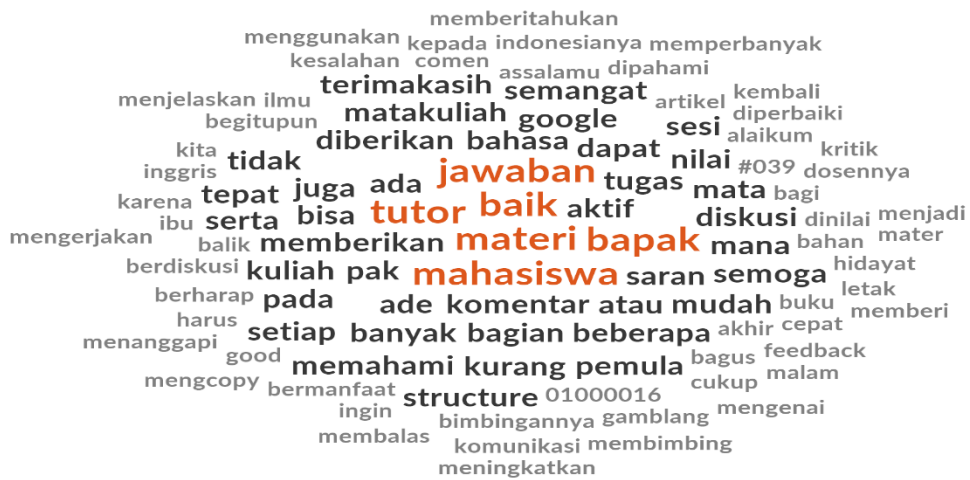 memberitahukan
menggunakan kepada indonesianya memperbanyak
kesalahan comen assalamu dipahami
terimakasih semangat artikel kembali
menjelaskan ilmu matakuliah google sesi diperbaiki
begitupun diberikan bahasa dapat alaikum
kita tidak jawaban nilai #039 kritik
inggris tepat juga ada tugas mata bagi dosennya
karena serta bisa tutor baik aktif diskusi dinilai menjadi
mengerjakan ibu balik memberikan materi bapak mana bahan mater
berdiskusi kuliah pak mahasiswa saran semoga hidayat
berharap pada ade komentar atau mudah buku letak
harus setiap banyak bagian beberapa akhir cepat memberi
menanggapi good memahami kurang pemula bagus feedback
mengcopy bermanfaat structure 01000016 cukup malam
ingin bimbingannya gamblang mengenai
membalas komunikasi membimbing
meningkatkan